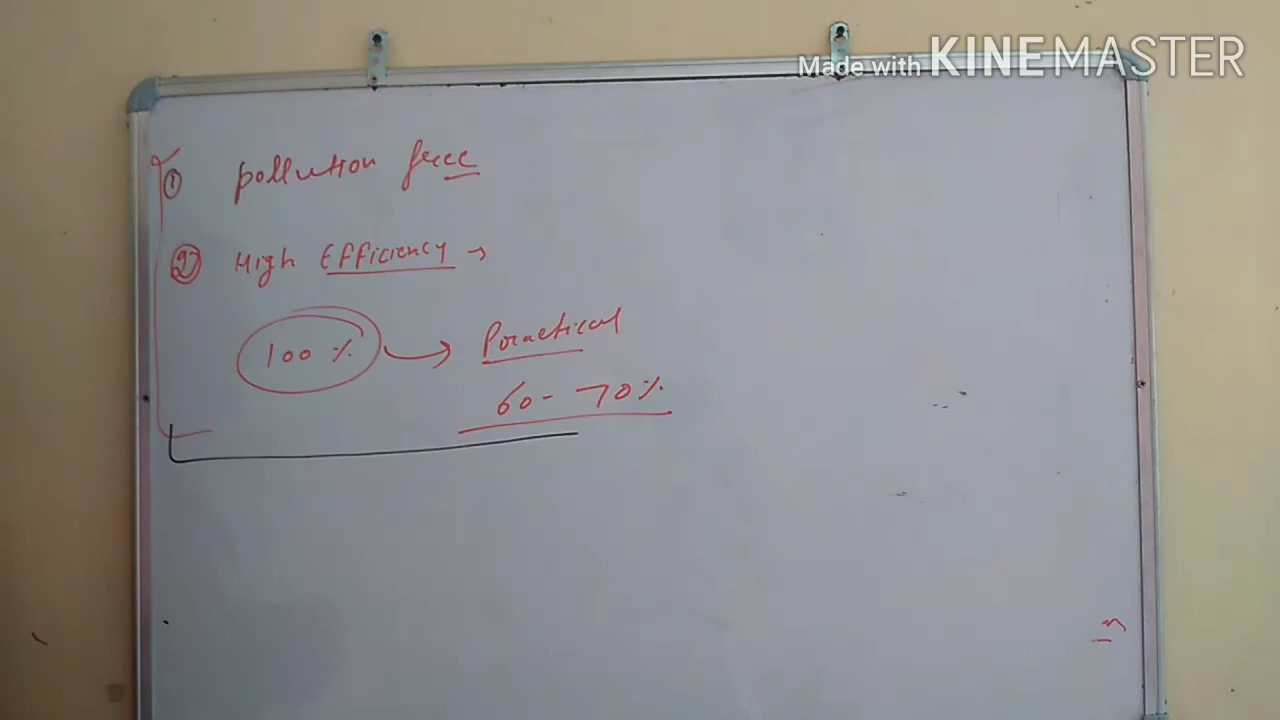 Made with KINEMASTER
① pollution free
② High Efficiency →
100 % → Practical
60 - 70 %